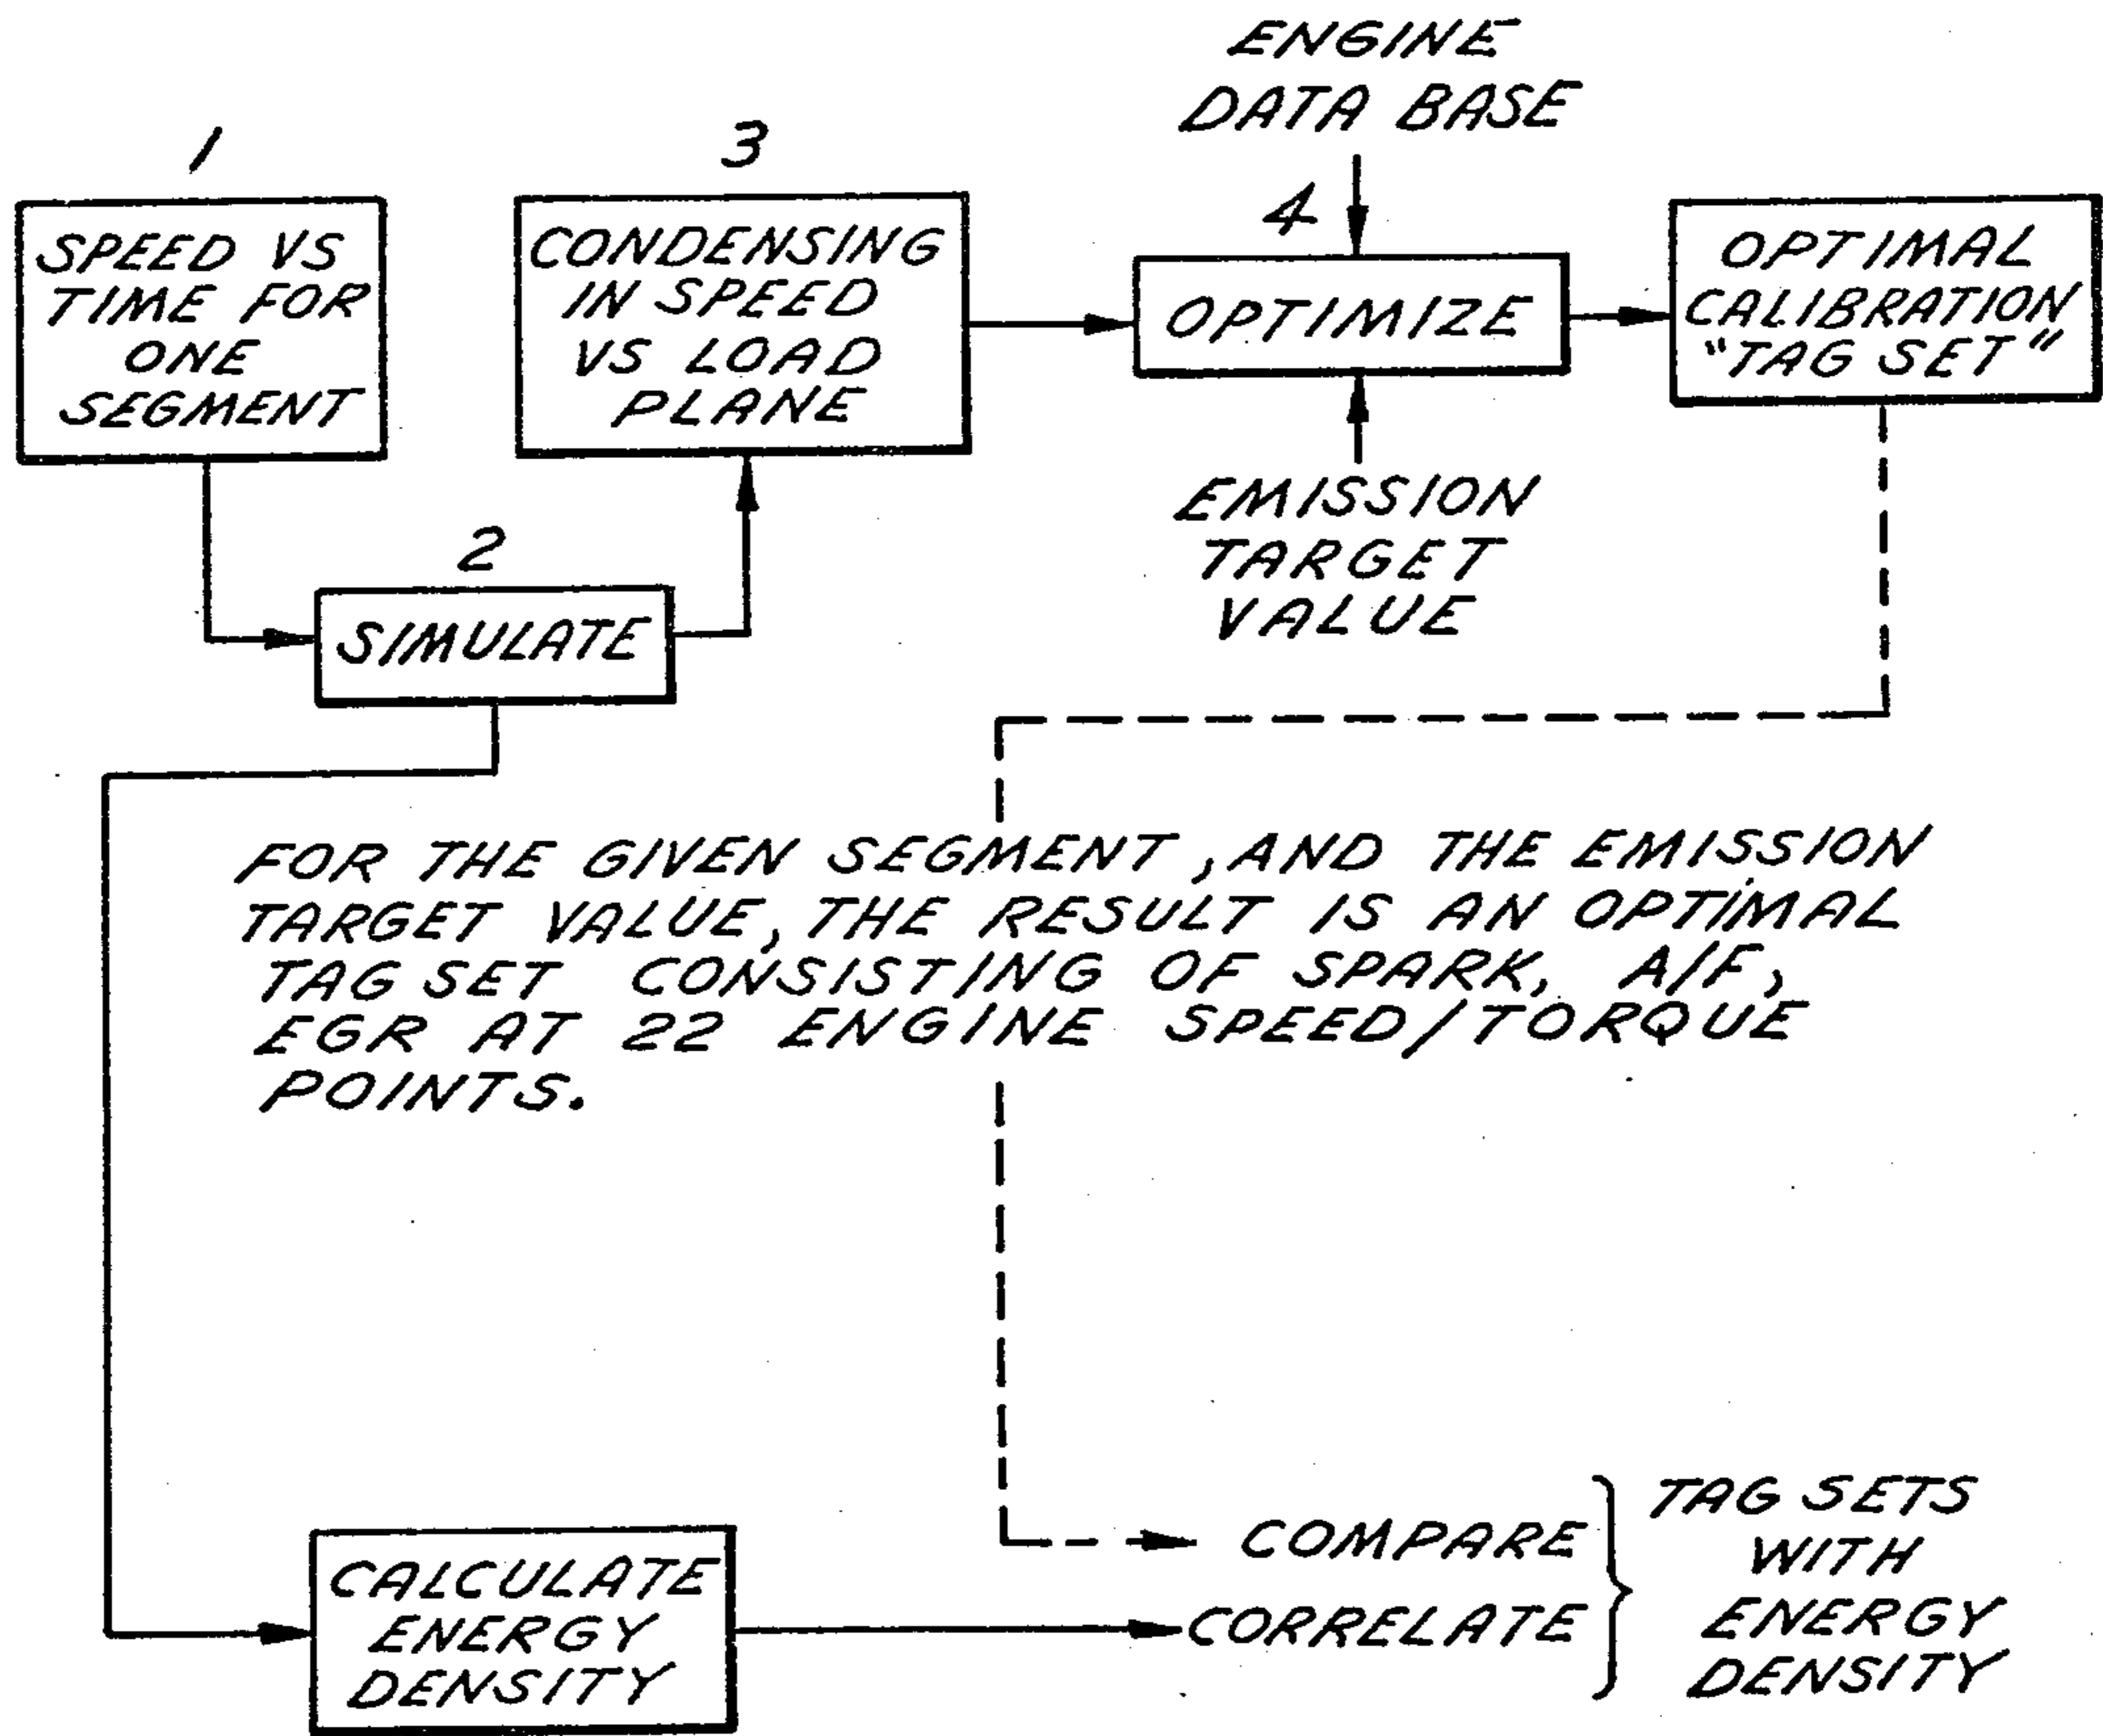 ENGINE
DATA BASE
1
SPEED VS
TIME FOR
ONE
SEGMENT
3
CONDENSING
IN SPEED
VS LOAD
PLANE
4
OPTIMIZE
OPTIMAL
CALIBRATION
"TAG SET"
EMISSION
TARGET
VALUE
2
SIMULATE
FOR THE GIVEN SEGMENT, AND THE EMISSION
TARGET VALUE, THE RESULT IS AN OPTIMAL
TAG SET CONSISTING OF SPARK, A/F,
EGR AT 22 ENGINE SPEED/TORQUE
POINTS.
CALCULATE
ENERGY
DENSITY
COMPARE
CORRELATE
TAG SETS
WITH
ENERGY
DENSITY